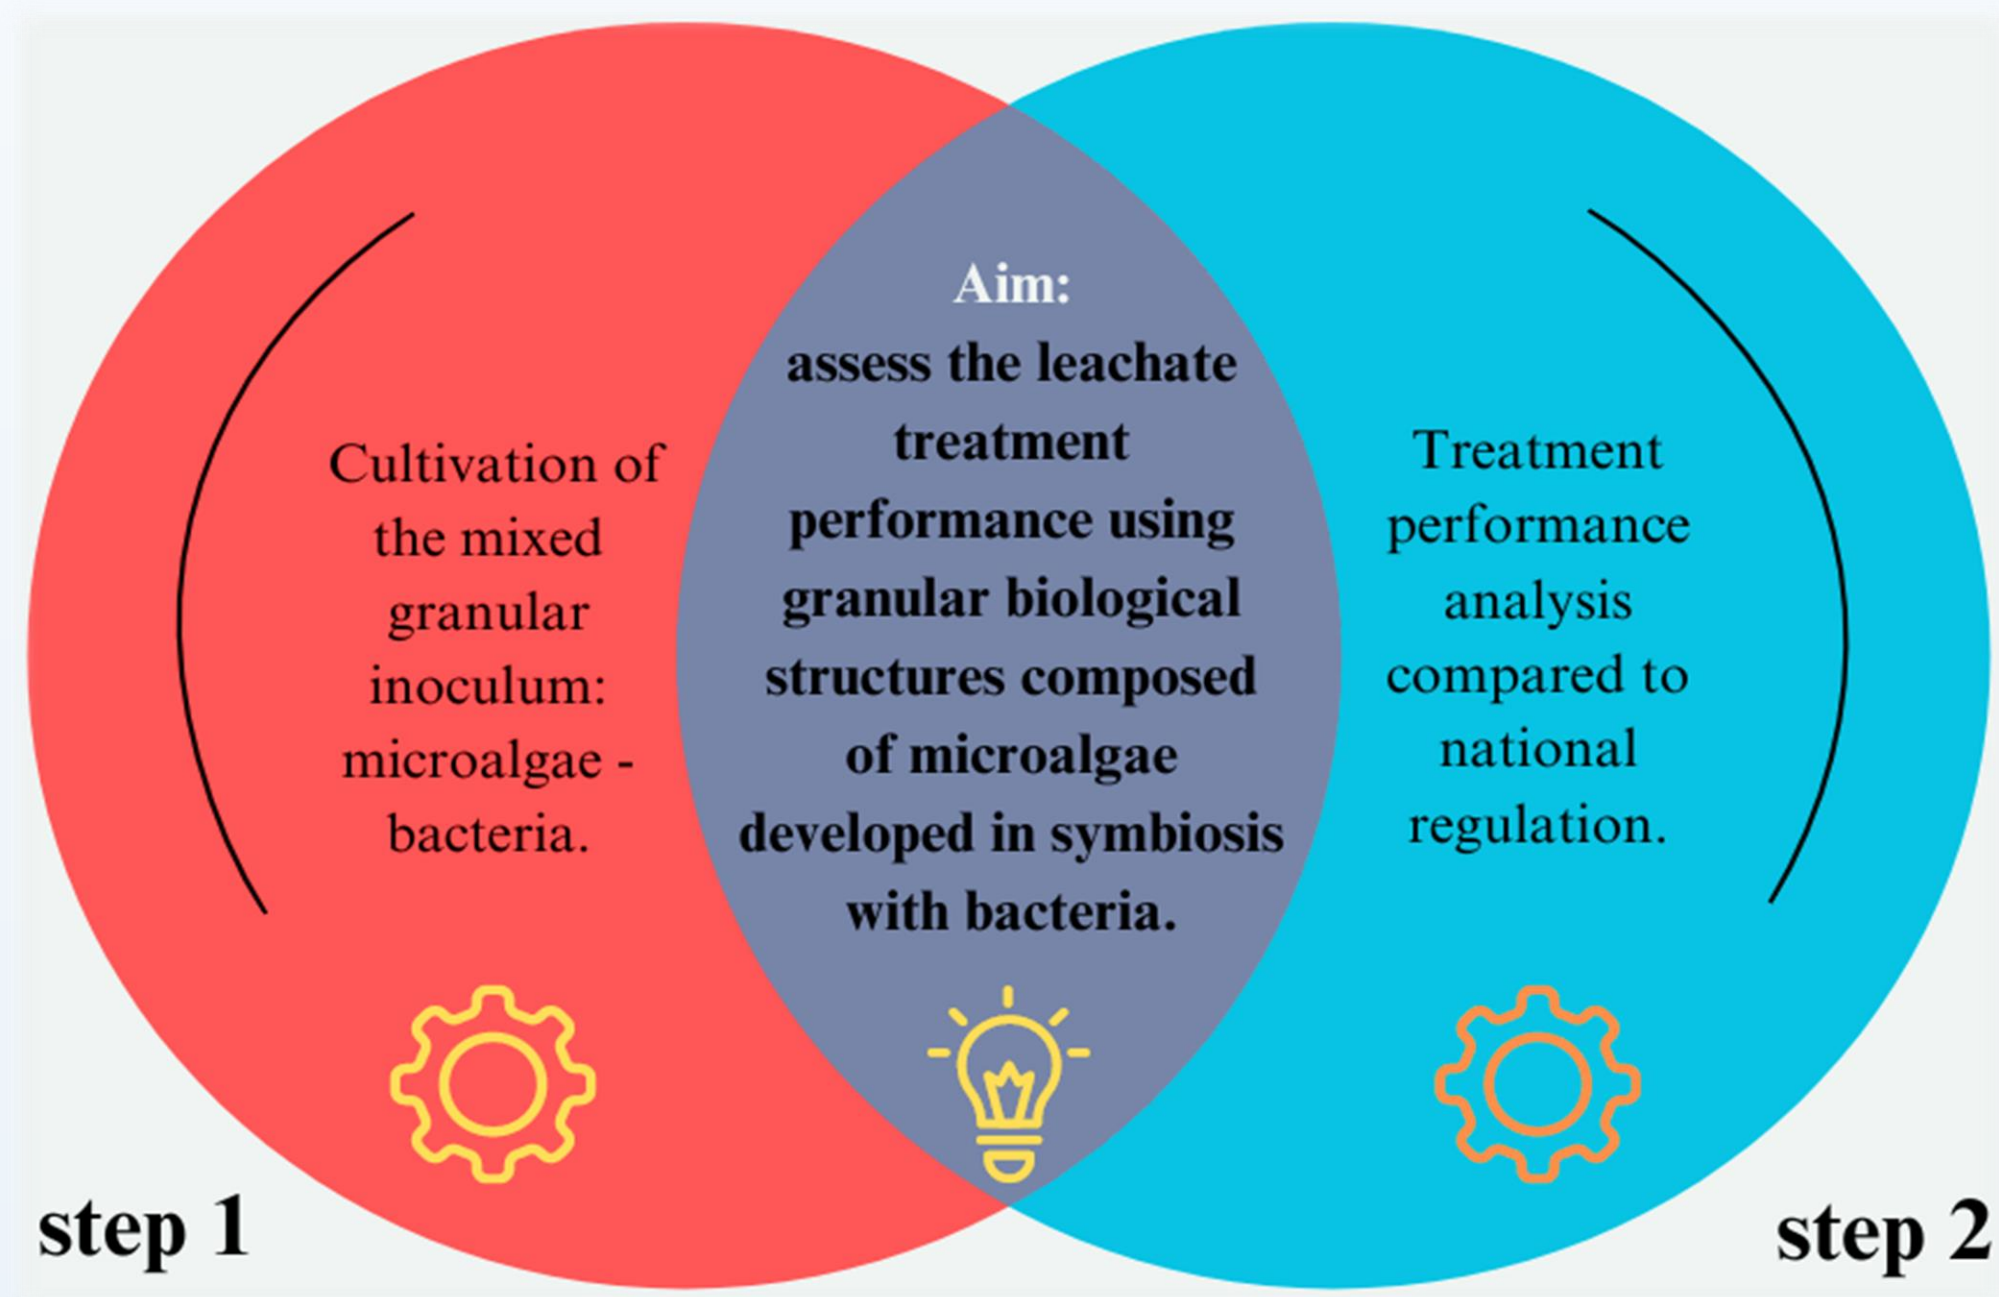 Cultivation of
the mixed
granular
inoculum:
microalgae -
bacteria.
Aim:
assess the leachate
treatment
performance using
granular biological
structures composed
of microalgae
developed in symbiosis
with bacteria.
Treatment
performance
analysis
compared to
national
regulation.
step 1
step 2